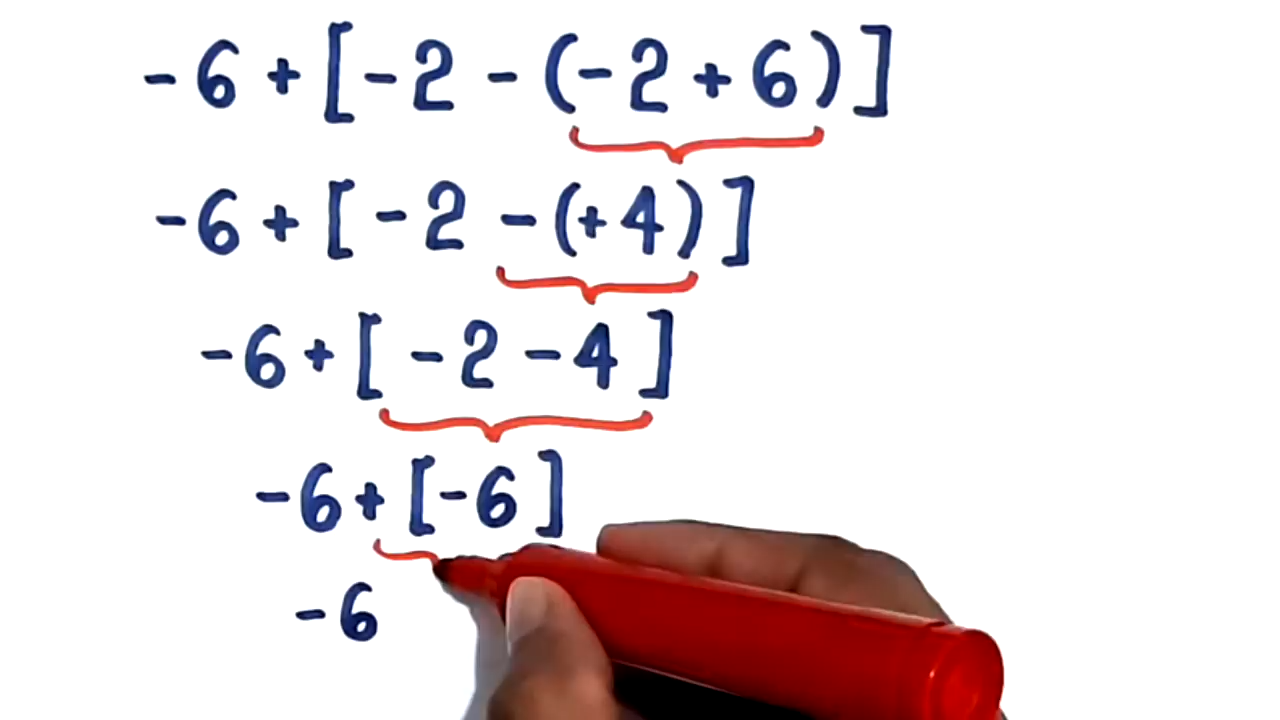 -6 + [-2 - (-2 + 6)]
-6 + [-2 - (+4)]
-6 + [-2 - 4]
-6 + [-6]
-6